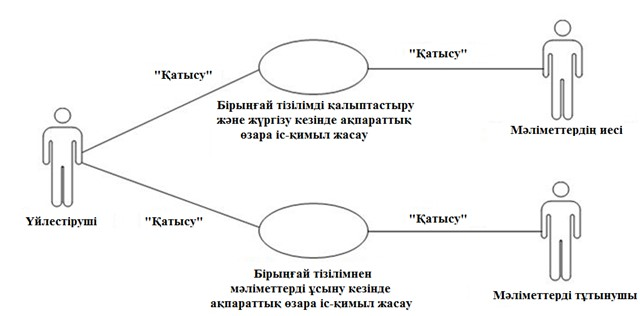 "Қатысу"
"Қатысу"
Бірыңғай тізілімді қалыптастыру
және жүргізу кезінде ақпараттық
өзара іс-қимыл жасау
Мәліметтердің иесі
Үйлестіруші
"Қатысу"
"Қатысу"
Бірыңғай тізілімнен
мәліметтерді ұсыну кезінде
ақпараттық өзара іс-қимыл жасау
Мәліметтерді тұтынушы